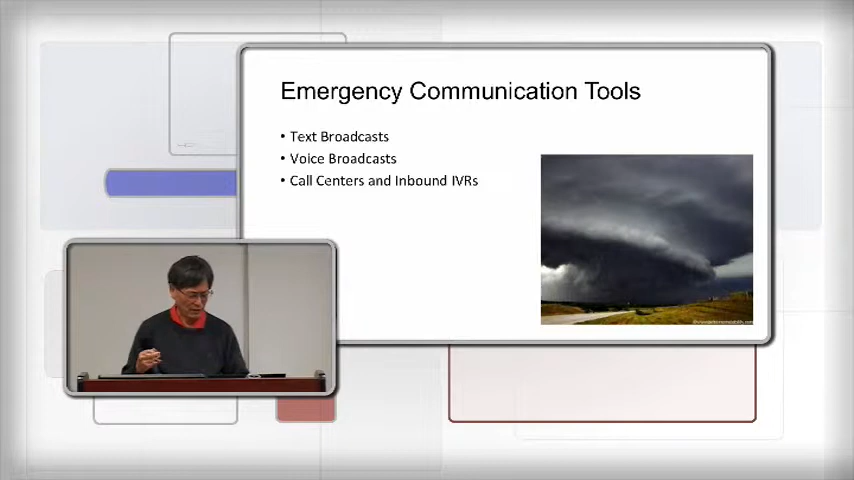 Emergency Communication Tools
• Text Broadcasts
• Voice Broadcasts
• Call Centers and Inbound IVRs